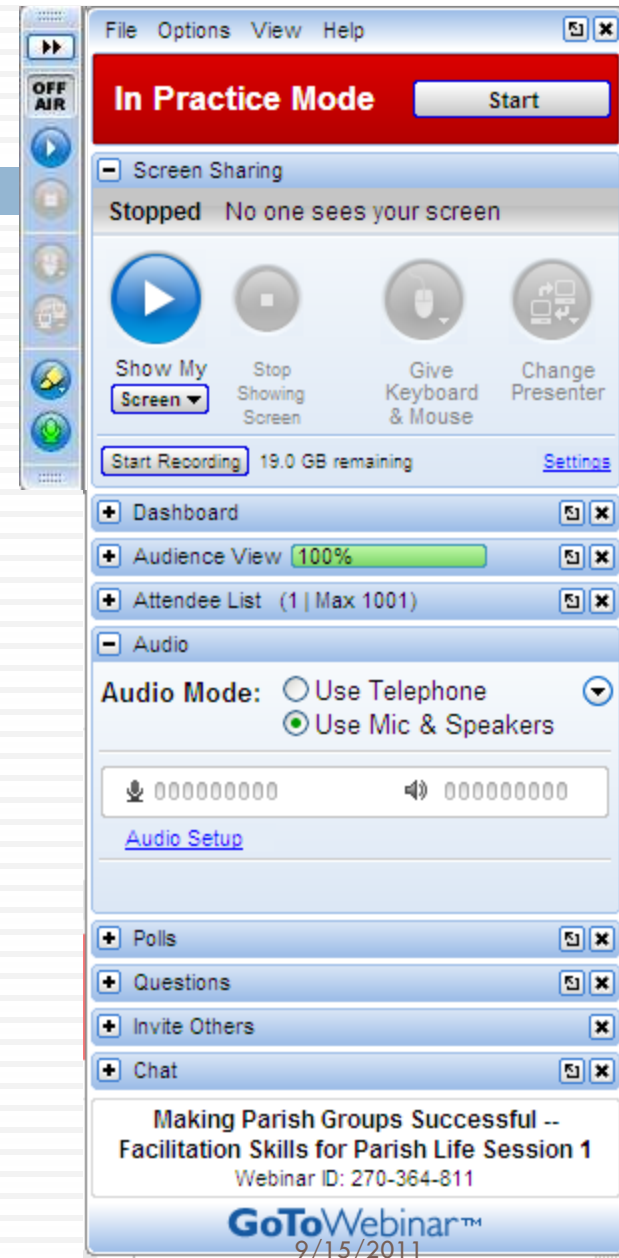 File Options View Help
OFF
AIR
In Practice Mode Start
Screen Sharing
Stopped No one sees your screen
Show My
Screen
Stop
Showing
Screen
Give
Keyboard
& Mouse
Change
Presenter
Start Recording 19.0 GB remaining Settings
Dashboard
Audience View 100%
Attendee List (1 | Max 1001)
Audio
Audio Mode: Use Telephone
Use Mic & Speakers
000000000 000000000
Audio Setup
Polls
Questions
Invite Others
Chat
Making Parish Groups Successful --
Facilitation Skills for Parish Life Session 1
Webinar ID: 270-364-811
GoToWebinar™
9/15/2011